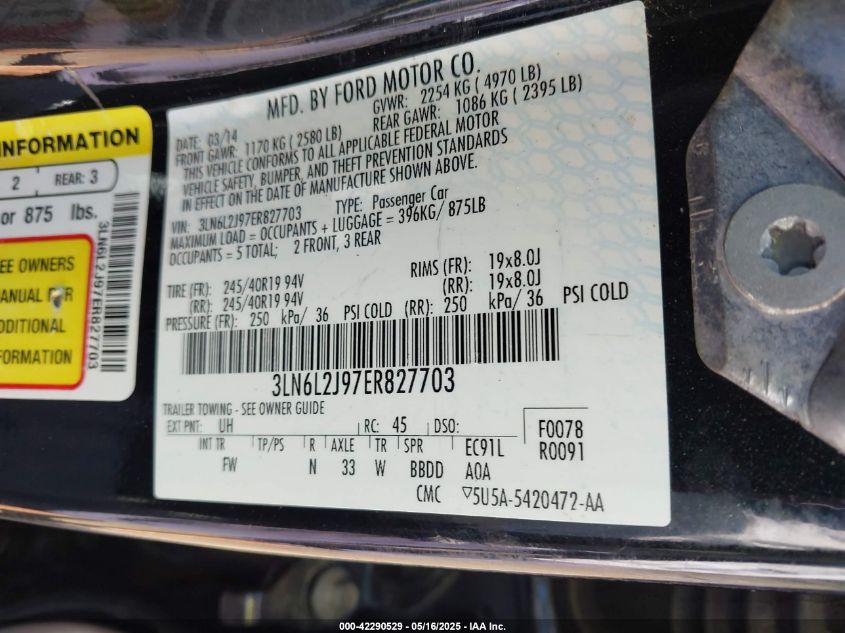 MFD. BY FORD MOTOR CO.
DATE: 03/14 GVWR: 2254 KG ( 4970 LB)
FRONT GAWR: 1170 KG ( 2580 LB) REAR GAWR: 1086 KG ( 2395 LB)
THIS VEHICLE CONFORMS TO ALL APPLICABLE FEDERAL MOTOR
VEHICLE SAFETY, BUMPER, AND THEFT PREVENTION STANDARDS
IN EFFECT ON THE DATE OF MANUFACTURE SHOWN ABOVE.
VIN: 3LN6L2J97ER827703 TYPE: Passenger Car
MAXIMUM LOAD = OCCUPANTS + LUGGAGE = 396KG/ 875LB
OCCUPANTS = 5 TOTAL; 2 FRONT, 3 REAR
TIRE (FR): 245/40R19 94V RIMS (FR): 19x8.0J
(RR): 245/40R19 94V (RR): 19x8.0J
PRESSURE (FR): 250 kPa/ 36 PSI COLD (RR): 250 kPa/ 36 PSI COLD
3LN6L2J97ER827703
TRAILER TOWING - SEE OWNER GUIDE
EXT PNT: UH RC: 45 DSO: F0078
INT TR TP/PS R AXLE TR SPR EC91L R0091
FW N 33 W BBDD A0A
CMC ▽5U5A-5420472-AA
INFORMATION
2 REAR: 3
or 875 lbs.
EE OWNERS
ANUAL FOR
ADDITIONAL
FORMATION
3LN6L2J97ER827703
000-42290529 - 05/16/2025 - IAA Inc.